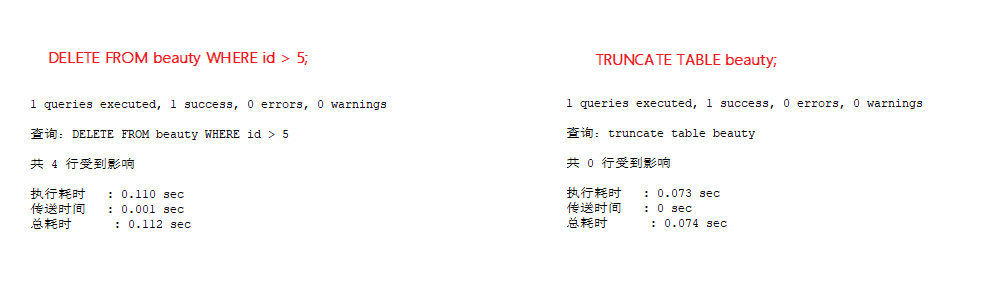 DELETE FROM beauty WHERE id > 5;
1 queries executed, 1 success, 0 errors, 0 warnings
查询：DELETE FROM beauty WHERE id > 5
共 4 行受到影响
执行耗时   : 0.110 sec
传送时间   : 0.001 sec
总耗时      : 0.112 sec
TRUNCATE TABLE beauty;
1 queries executed, 1 success, 0 errors, 0 warnings
查询：truncate table beauty
共 0 行受到影响
执行耗时   : 0.073 sec
传送时间   : 0 sec
总耗时      : 0.074 sec